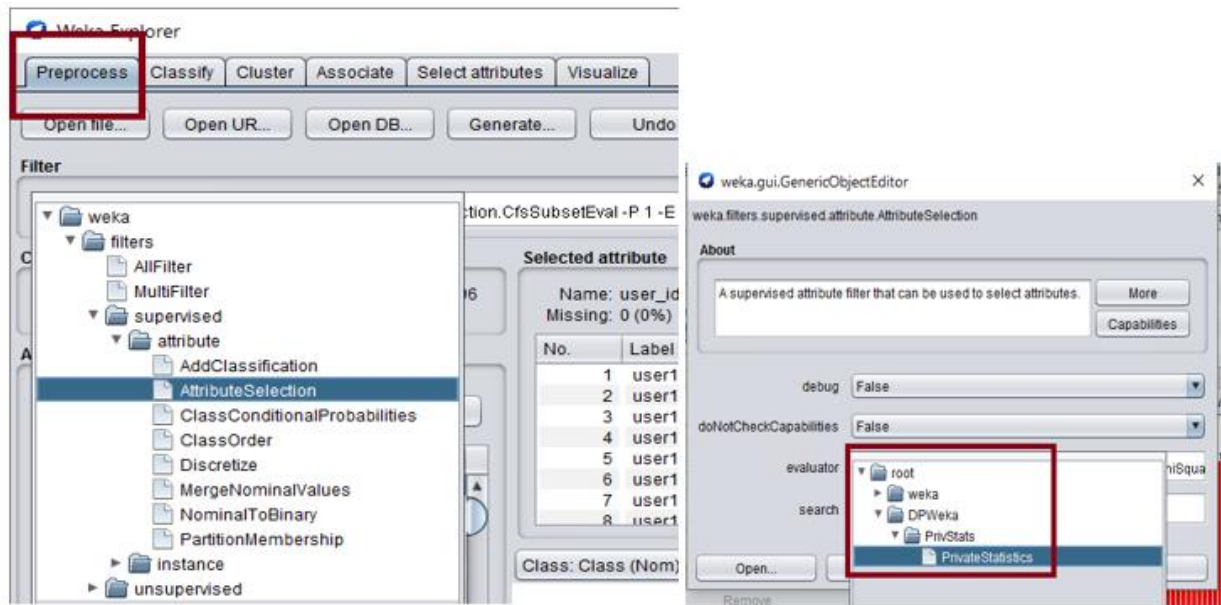 Weka Explorer
Preprocess Classify Cluster Associate Select attributes Visualize
Open file... Open UR... Open DB... Generate... Undo
Filter
ction.CfsSubsetEval -P 1 -E
weka
filters
AllFilter
MultiFilter
supervised
attribute
AddClassification
AttributeSelection
ClassConditionalProbabilities
ClassOrder
Discretize
MergeNominalValues
NominalToBinary
PartitionMembership
instance
unsupervised
Selected attribute
Name: user_id
Missing: 0 (0%)
No. Label
1 user1
2 user1
3 user1
4 user1
5 user1
6 user1
7 user1
8 user1
Class: Class (Nom)
weka.gui.GenericObjectEditor
weka.filters.supervised.attribute.AttributeSelection
About
A supervised attribute filter that can be used to select attributes.
More
Capabilities
debug False
doNotCheckCapabilities False
evaluator
hiSqua
search
root
weka
DPWeka
PrivStats
PrivateStatistics
Open...
Remove